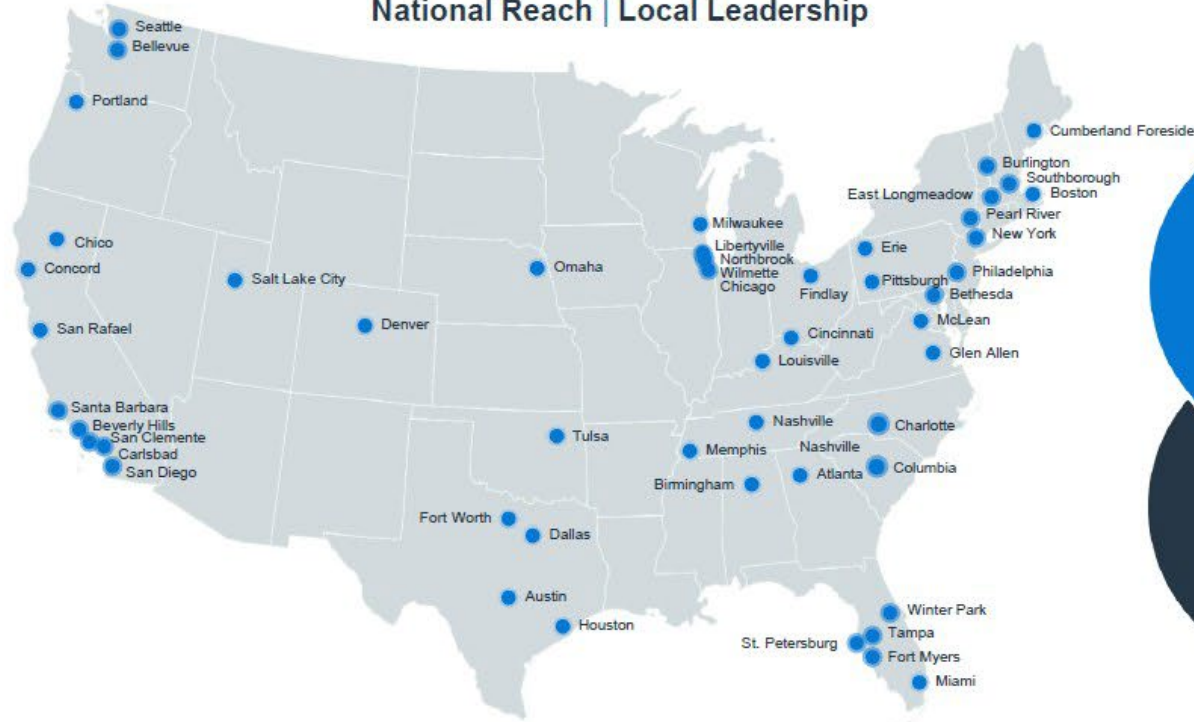 National Reach | Local Leadership
Seattle
Bellevue
Portland
Cumberland Foreside
Burlington
Southborough
East Longmeadow
Boston
Pearl River
New York
Milwaukee
Libertyville
Northbrook
Wilmette
Chicago
Erie
Chico
Concord
Salt Lake City
Omaha
Findlay
Pittsburgh
Philadelphia
Bethesda
McLean
San Rafael
Denver
Cincinnati
Louisville
Glen Allen
Santa Barbara
Beverly Hills
San Clemente
Carlsbad
San Diego
Tulsa
Nashville
Charlotte
Memphis
Nashville
Birmingham
Atlanta
Columbia
Fort Worth
Dallas
Austin
Houston
Winter Park
Tampa
St. Petersburg
Fort Myers
Miami